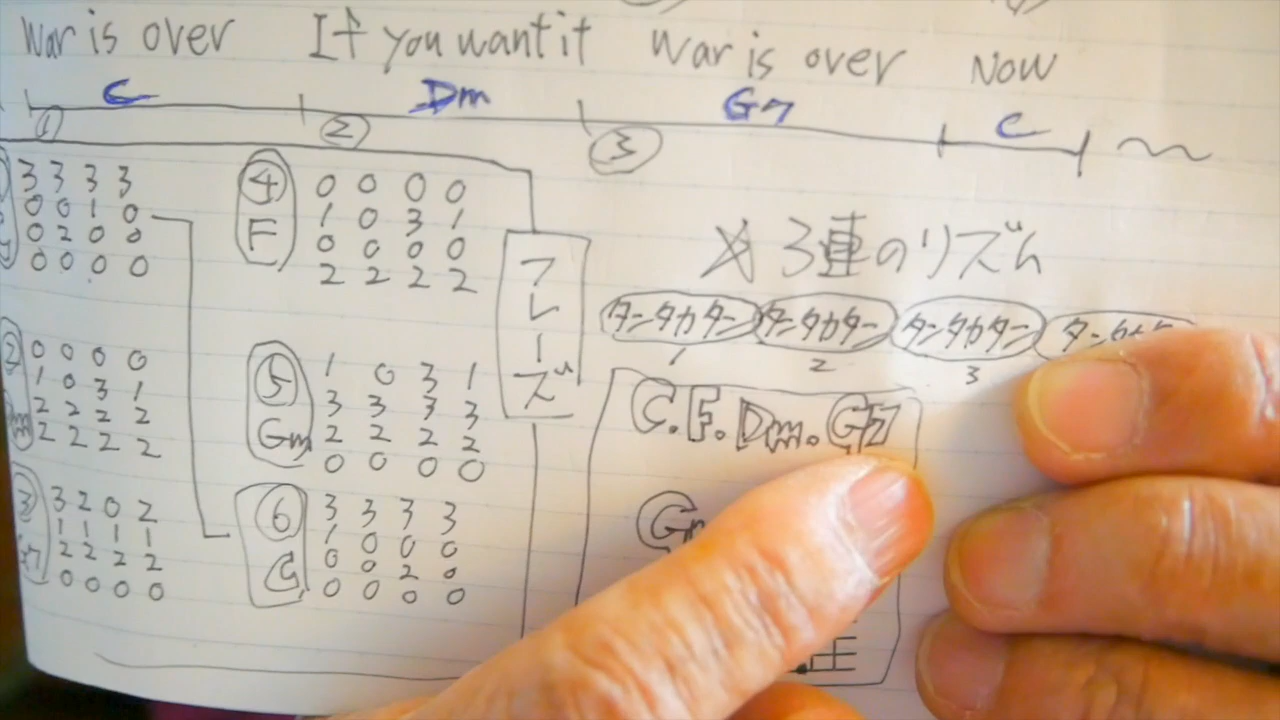 War is over If you want it War is over Now
C Dm G7 C
① ② ③
3 3 3 3
0 0 1 0
0 2 0 0
0 0 0 0
④ F
0 0 0 0
1 0 3 1
0 0 0 0
2 2 2 2
フレーズ
3連のリズム
タンタカタン タンタカタン タンタカタン
1 2 3
② 0 0 0 0
1 0 3 1
2 2 2 2
2 2 2 2
⑤ Gm
1 0 3 1
3 3 3 3
2 2 2 2
0 0 0 0
C. F. Dm. G7
③ 3 2 0 2
1 1 1 1
2 2 2 2
0 0 0 0
⑥ C
3 3 3 3
1 0 0 0
0 0 2 0
0 0 0 0